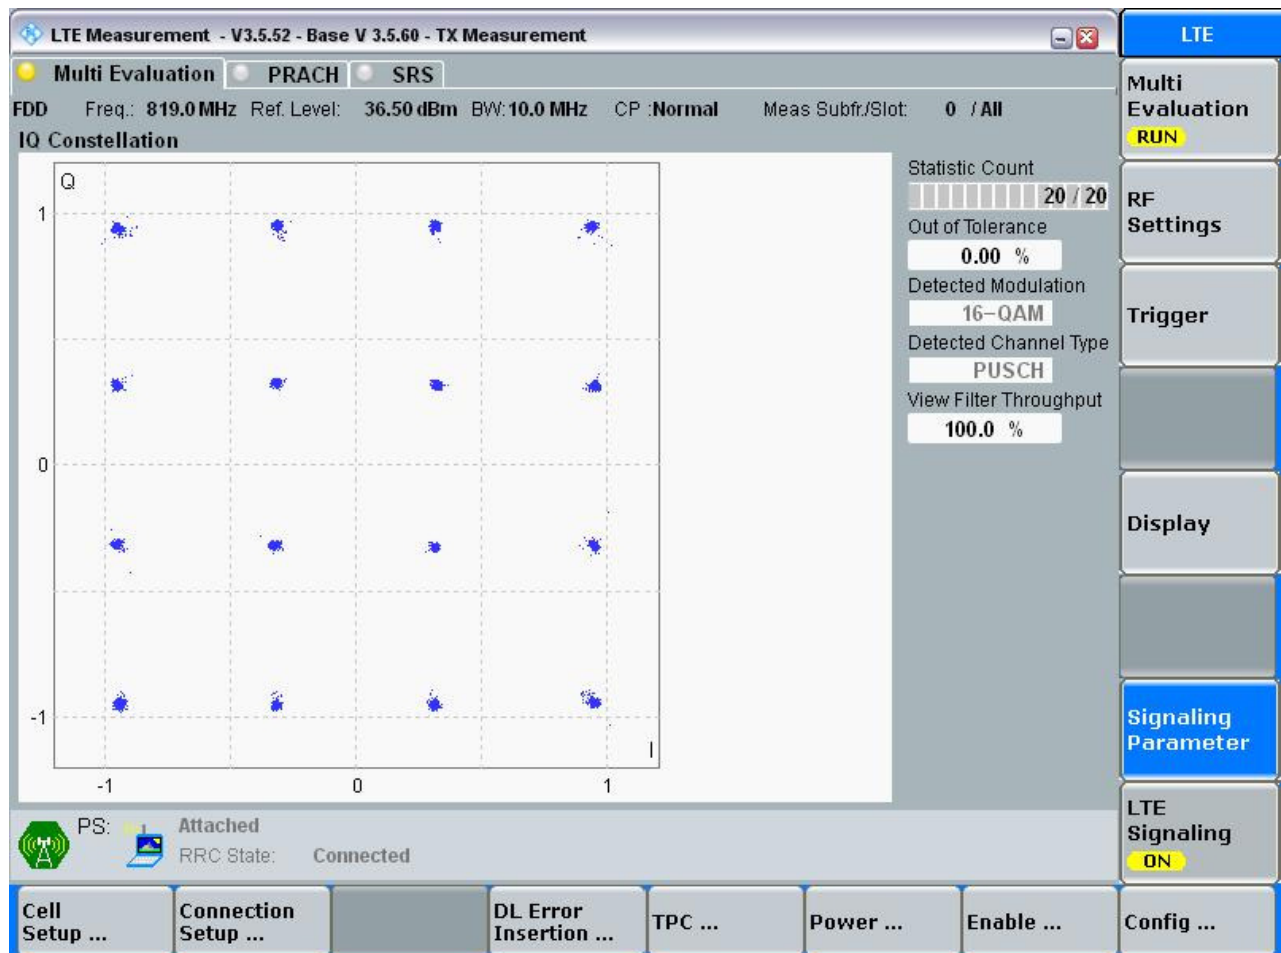 LTE Measurement - V3.5.52 - Base V 3.5.60 - TX Measurement
LTE
Multi Evaluation PRACH SRS
FDD Freq.: 819.0 MHz Ref. Level: 36.50 dBm BW: 10.0 MHz CP :Normal Meas Subfr./Slot: 0 / All
IQ Constellation
Q
1
0
-1
I
-1 0 1
Statistic Count
20 / 20
Out of Tolerance
0.00 %
Detected Modulation
16-QAM
Detected Channel Type
PUSCH
View Filter Throughput
100.0 %
Multi
Evaluation
RUN
RF
Settings
Trigger
Display
Signaling
Parameter
LTE
Signaling
ON
PS: Attached
RRC State: Connected
Cell
Setup ...
Connection
Setup ...
DL Error
Insertion ...
TPC ...
Power ...
Enable ...
Config ...